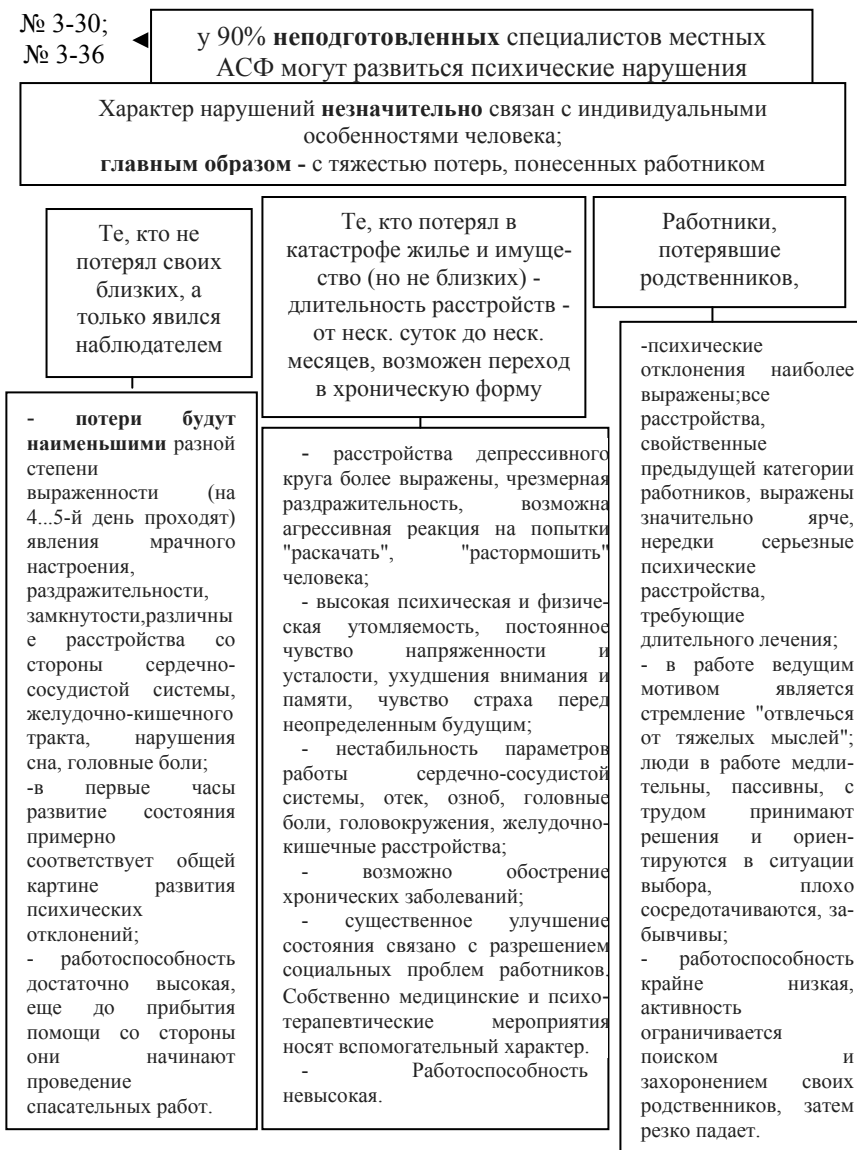 № 3-30;
№ 3-36
у 90% неподготовленных специалистов местных
АСФ могут развиться психические нарушения
Характер нарушений незначительно связан с индивидуальными
особенностями человека;
главным образом - с тяжестью потерь, понесенных работником
Те, кто не
потерял своих
близких, а
только явился
наблюдателем
- потери будут
наименьшими разной
степени
выраженности (на
4...5-й день проходят)
явления мрачного
настроения,
раздражительности,
замкнутости,различны
е расстройства со
стороны сердечно-
сосудистой системы,
желудочно-кишечного
тракта, нарушения
сна, головные боли;
-в первые часы
развитие состояния
примерно
соответствует общей
картине развития
психических
отклонений;
- работоспособность
достаточно высокая,
еще до прибытия
помощи со стороны
они начинают
проведение
спасательных работ.
Те, кто потерял в
катастрофе жилье и имуще-
ство (но не близких) -
длительность расстройств -
от неск. суток до неск.
месяцев, возможен переход
в хроническую форму
- расстройства депрессивного
круга более выражены, чрезмерная
раздражительность, возможна
агрессивная реакция на попытки
"раскачать", "растормошить"
человека;
- высокая психическая и физиче-
ская утомляемость, постоянное
чувство напряженности и
усталости, ухудшения внимания и
памяти, чувство страха перед
неопределенным будущим;
- нестабильность параметров
работы сердечно-сосудистой
системы, отек, озноб, головные
боли, головокружения, желудочно-
кишечные расстройства;
- возможно обострение
хронических заболеваний;
- существенное улучшение
состояния связано с разрешением
социальных проблем работников.
Собственно медицинские и психо-
терапевтические мероприятия
носят вспомогательный характер.
- Работоспособность
невысокая.
Работники,
потерявшие
родственников,
-психические
отклонения наиболее
выражены;все
расстройства,
свойственные
предыдущей категории
работников, выражены
значительно ярче,
нередки серьезные
психические
расстройства,
требующие
длительного лечения;
- в работе ведущим
мотивом является
стремление "отвлечься
от тяжелых мыслей";
люди в работе медли-
тельны, пассивны, с
трудом принимают
решения и ориен-
тируются в ситуации
выбора, плохо
сосредотачиваются, за-
бывчивы;
- работоспособность
крайне низкая,
активность
ограничивается
поиском и
захоронением своих
родственников, затем
резко падает.